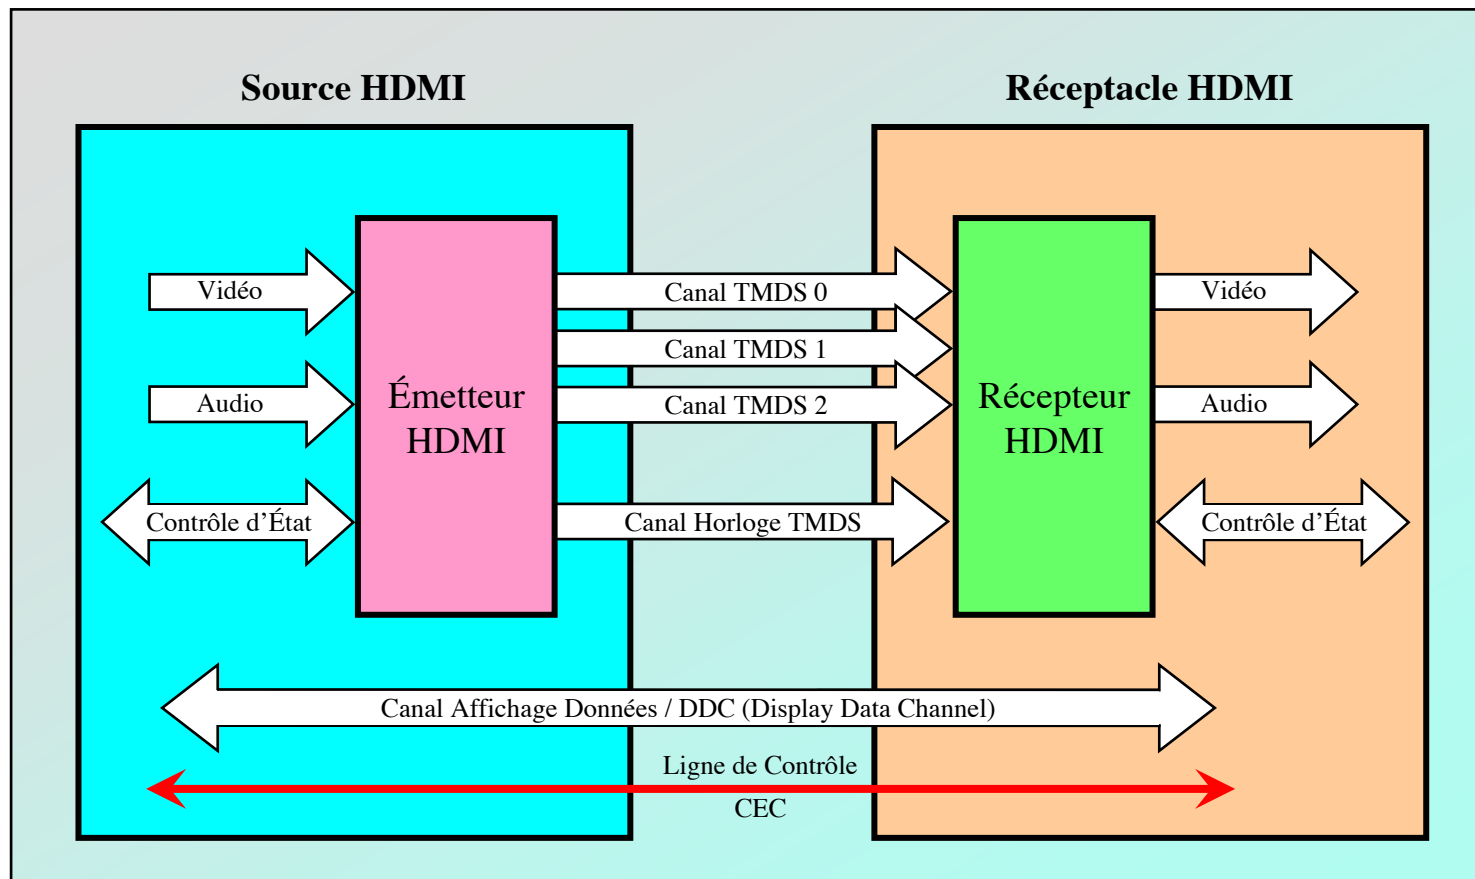 Source HDMI
Réceptacle HDMI
Vidéo
Canal TMDS 0
Vidéo
Canal TMDS 1
Audio
Émetteur
HDMI
Canal TMDS 2
Récepteur
HDMI
Audio
Contrôle d’État
Canal Horloge TMDS
Contrôle d’État
Canal Affichage Données / DDC (Display Data Channel)
Ligne de Contrôle
CEC